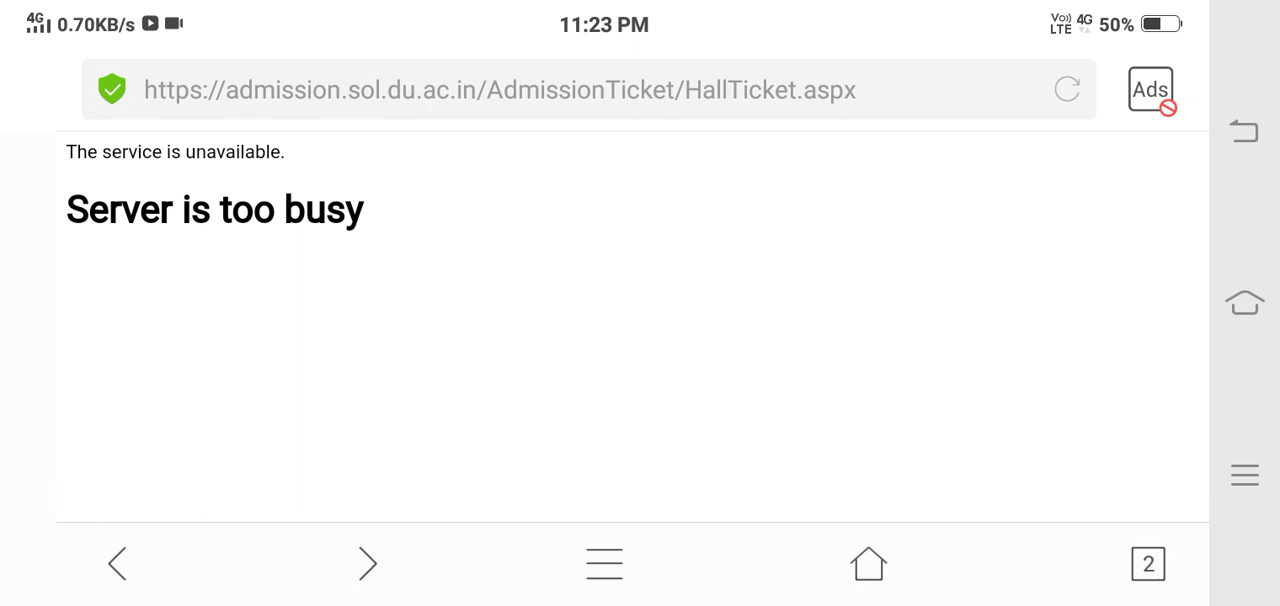 4G 0.70KB/s 11:23 PM Vo)) LTE 4G 50%
https://admission.sol.du.ac.in/AdmissionTicket/HallTicket.aspx Ads
The service is unavailable.
Server is too busy
2